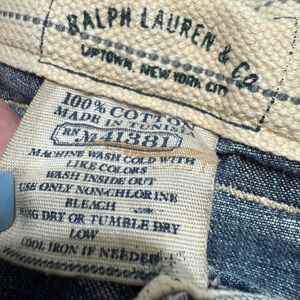 RALPH LAUREN & Co
UPTOWN, NEW YORK CITY
100% COTTON
MADE IN
RN 41381
MACHINE WASH COLD WITH
LIKE COLORS
WASH INSIDE OUT
USE ONLY NON-CHLORINE
BLEACH
DRY OR TUMBLE DRY
LOW
COOL IRON IF NEEDED